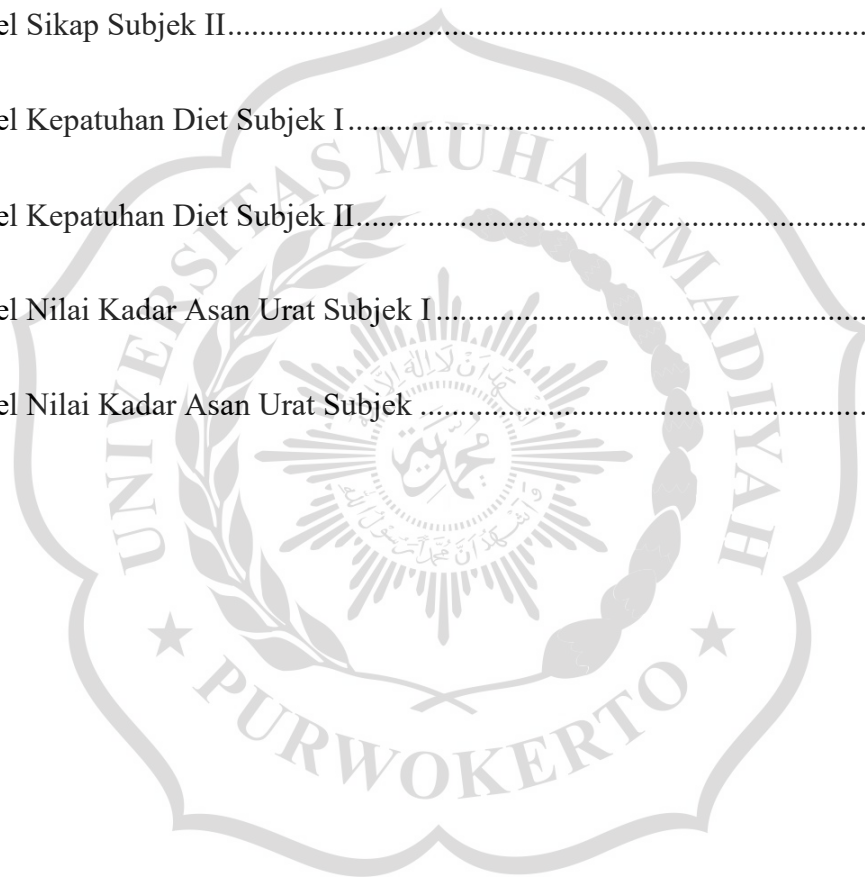 el Sikap Subjek II
el Kepatuhan Diet Subjek I
el Kepatuhan Diet Subjek II
el Nilai Kadar Asan Urat Subjek I
el Nilai Kadar Asan Urat Subjek
UNIVERSITAS MUHAMMADIYAH
PURWOKERTO